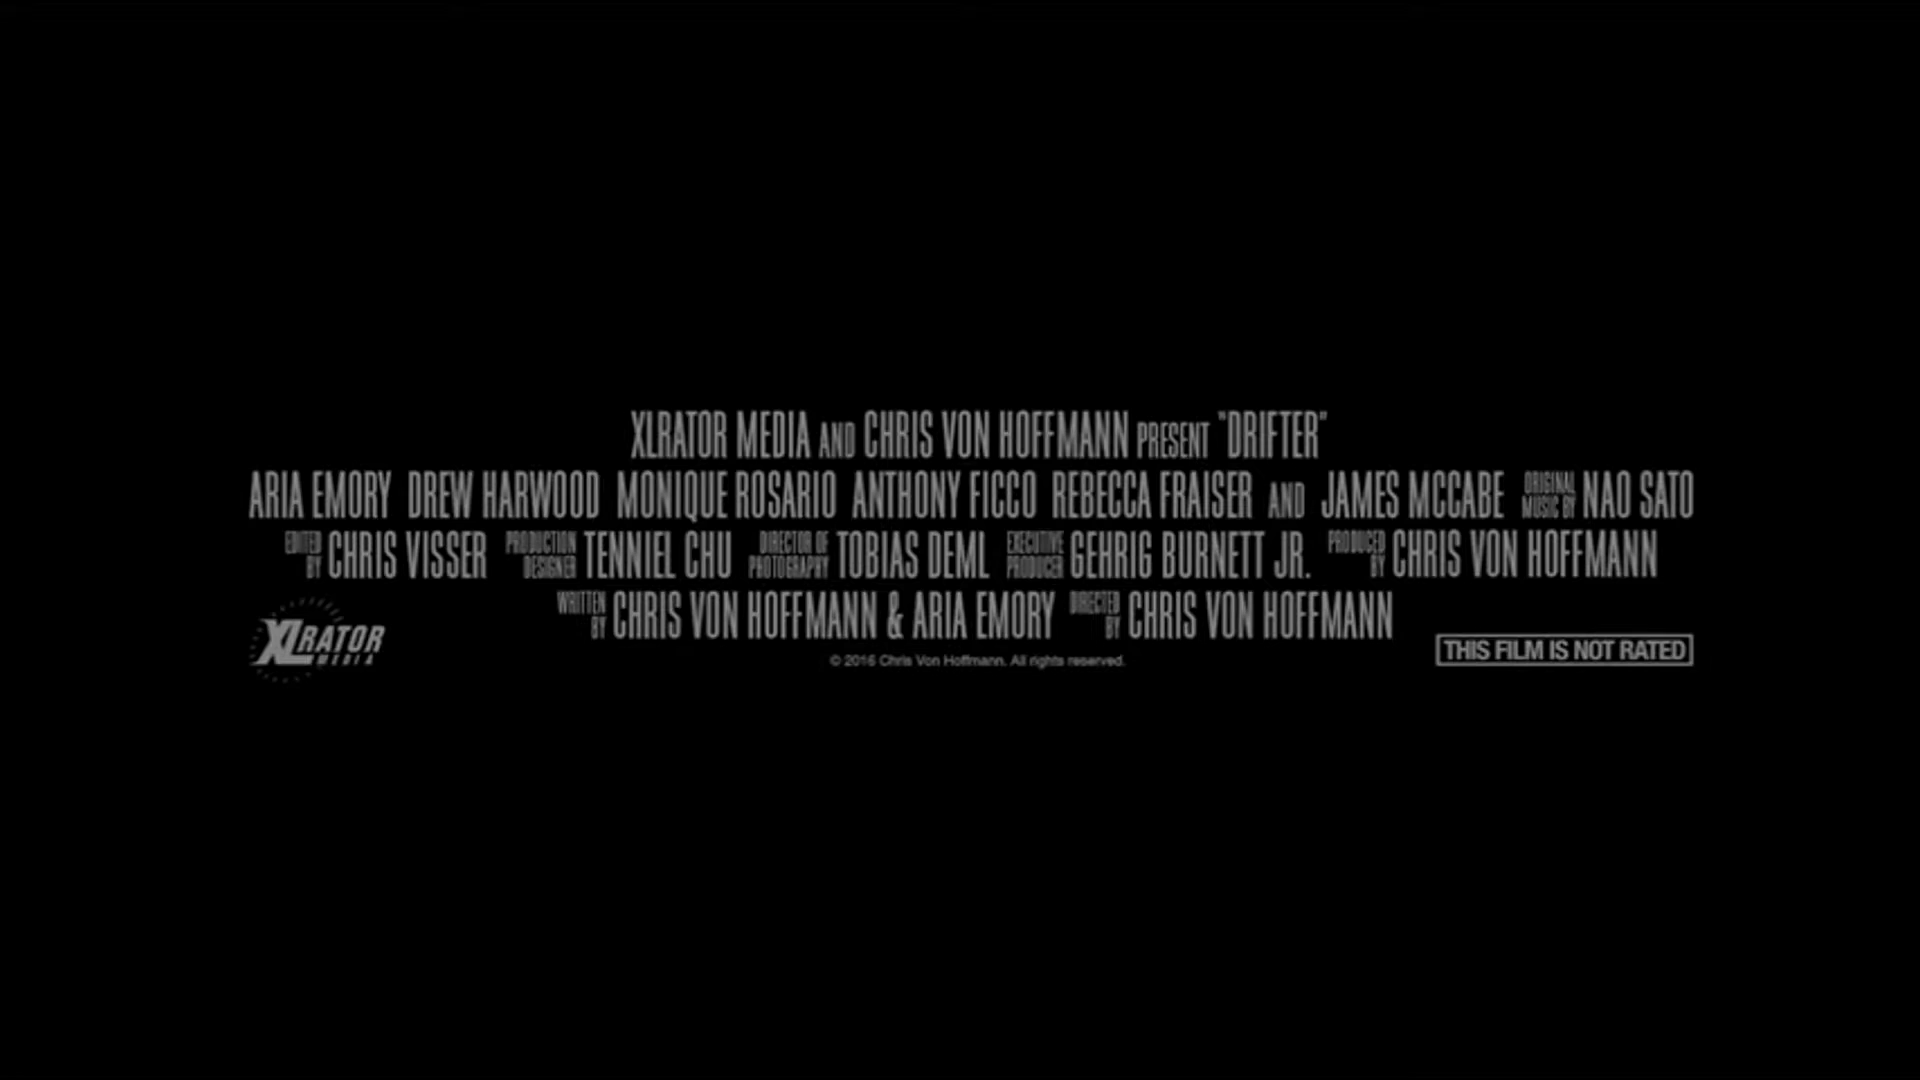 XLRATOR MEDIA AND CHRIS VON HOFFMANN PRESENT "DRIFTER"
ARIA EMORY DREW HARWOOD MONIQUE ROSARIO ANTHONY FICCO REBECCA FRAISER AND JAMES MCCABE ORIGINAL MUSIC BY NAO SATO
EDITED BY CHRIS VISSER PRODUCTION DESIGNER TENNIEL CHU DIRECTOR OF PHOTOGRAPHY TOBIAS DEML EXECUTIVE PRODUCER GEHRIG BURNETT JR. PRODUCED BY CHRIS VON HOFFMANN
WRITTEN BY CHRIS VON HOFFMANN & ARIA EMORY DIRECTED BY CHRIS VON HOFFMANN
XLRATOR
MEDIA
© 2016 Chris Von Hoffmann. All rights reserved.
THIS FILM IS NOT RATED